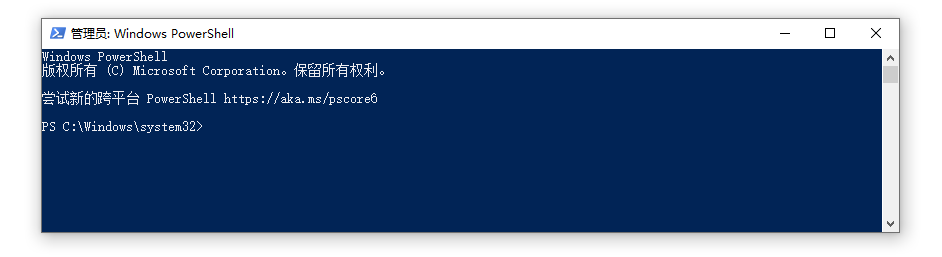 管理员: Windows PowerShell
Windows PowerShell
版权所有 (C) Microsoft Corporation。保留所有权利。
尝试新的跨平台 PowerShell https://aka.ms/pscore6
PS C:\Windows\system32>